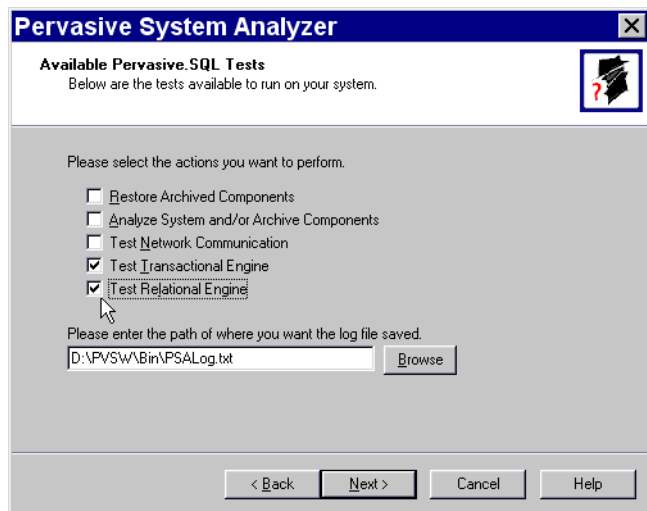 Pervasive System Analyzer
Available Pervasive.SQL Tests
Below are the tests available to run on your system.
?
Please select the actions you want to perform.
Restore Archived Components
Analyze System and/or Archive Components
Test Network Communication
Test Transactional Engine
Test Relational Engine
Please enter the path of where you want the log file saved.
D:\PVSW\Bin\PSALog.txt
Browse
< Back
Next >
Cancel
Help